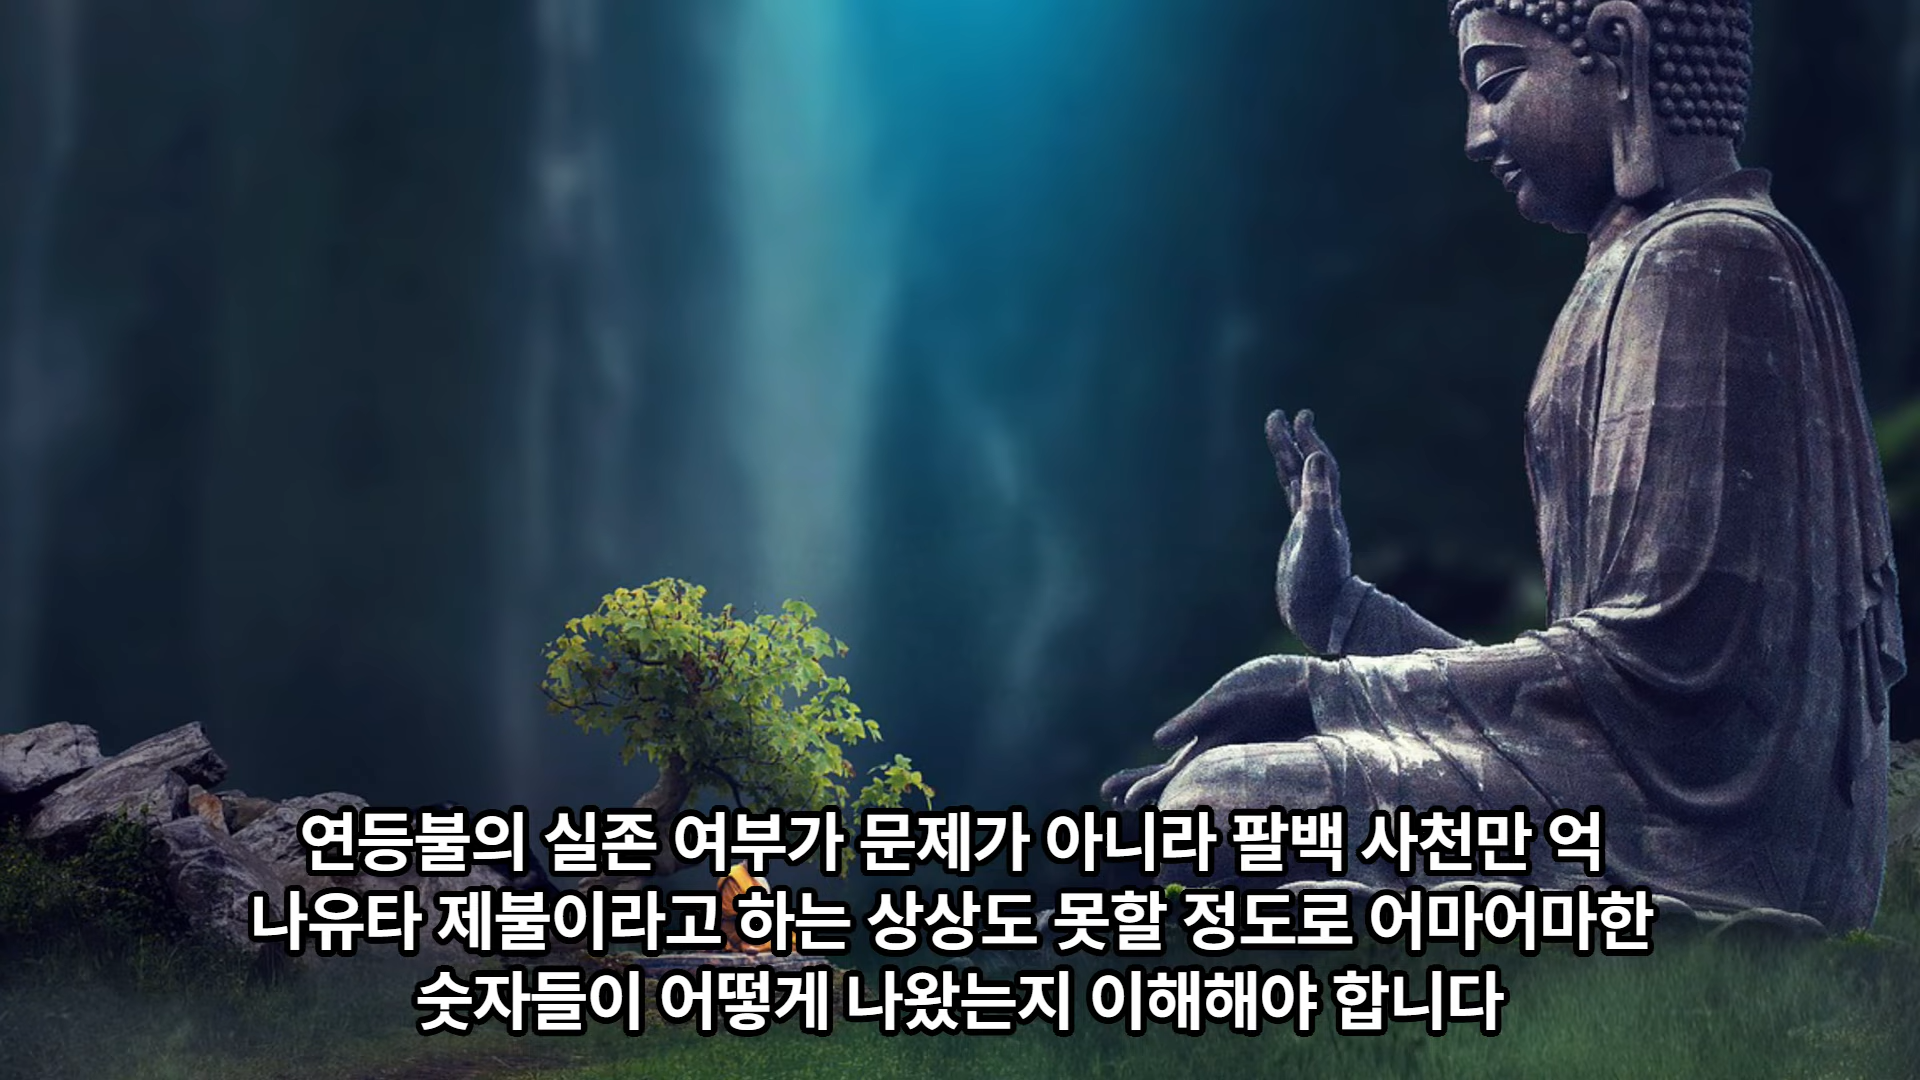 연등불의 실존 여부가 문제가 아니라 팔백 사천만 억
나유타 제불이라고 하는 상상도 못할 정도로 어마어마한
숫자들이 어떻게 나왔는지 이해해야 합니다